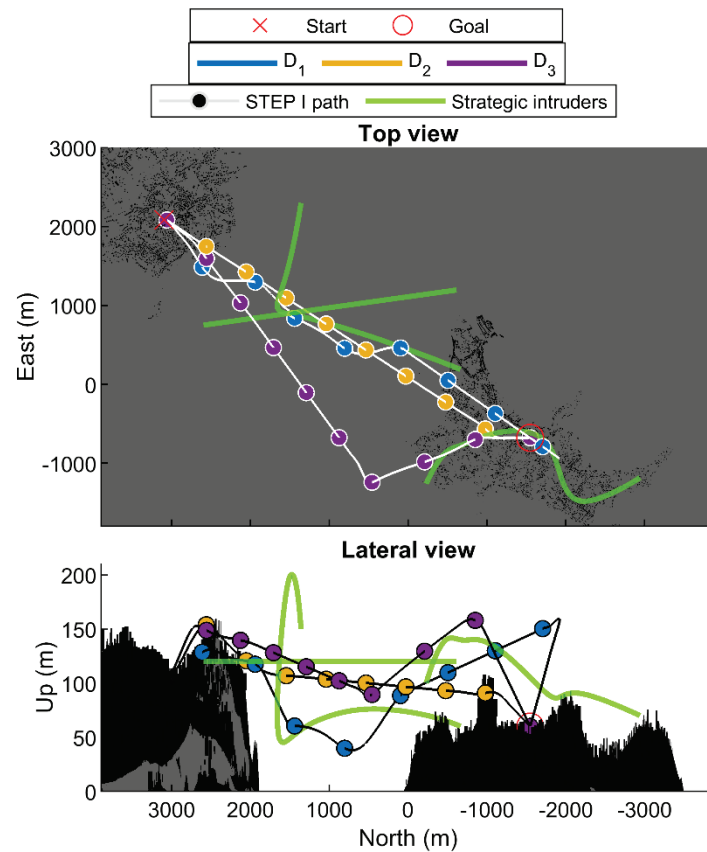 Start Goal
D1 D2 D3
STEP I path Strategic intruders
Top view
3000
2000
1000
0
-1000
East (m)
Lateral view
200
150
100
50
0
Up (m)
3000 2000 1000 0 -1000 -2000 -3000
North (m)